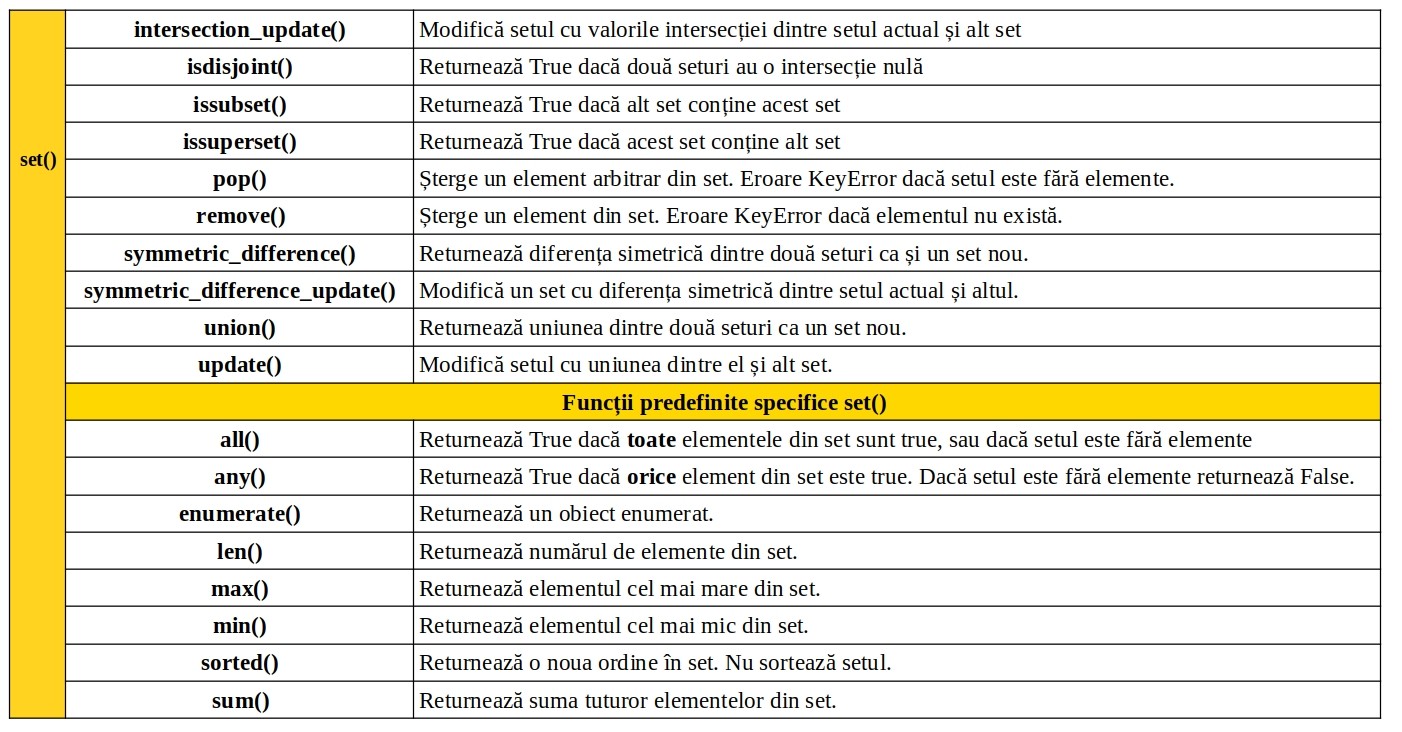 set()
intersection_update() Modifică setul cu valorile intersecției dintre setul actual și alt set
isdisjoint() Returnează True dacă două seturi au o intersecție nulă
issubset() Returnează True dacă alt set conține acest set
issuperset() Returnează True dacă acest set conține alt set
pop() Șterge un element arbitrar din set. Eroare KeyError dacă setul este fără elemente.
remove() Șterge un element din set. Eroare KeyError dacă elementul nu există.
symmetric_difference() Returnează diferența simetrică dintre două seturi ca și un set nou.
symmetric_difference_update() Modifică un set cu diferența simetrică dintre setul actual și altul.
union() Returnează uniunea dintre două seturi ca un set nou.
update() Modifică setul cu uniunea dintre el și alt set.
Funcții predefinite specifice set()
all() Returnează True dacă toate elementele din set sunt true, sau dacă setul este fără elemente
any() Returnează True dacă orice element din set este true. Dacă setul este fără elemente returnează False.
enumerate() Returnează un obiect enumerat.
len() Returnează numărul de elemente din set.
max() Returnează elementul cel mai mare din set.
min() Returnează elementul cel mai mic din set.
sorted() Returnează o noua ordine în set. Nu sortează setul.
sum() Returnează suma tuturor elementelor din set.